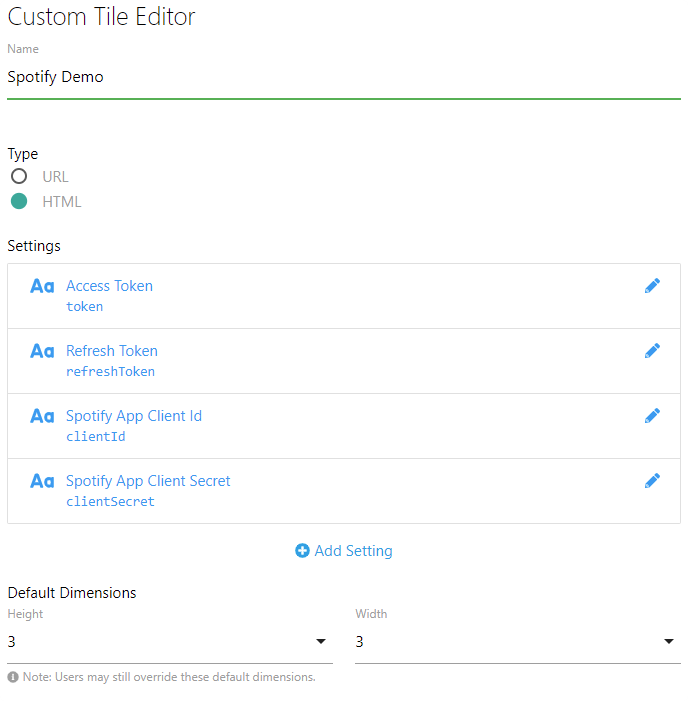 Custom Tile Editor
Name
Spotify Demo
Type
URL
HTML
Settings
Aa Access Token
token
Aa Refresh Token
refreshToken
Aa Spotify App Client Id
clientId
Aa Spotify App Client Secret
clientSecret
Add Setting
Default Dimensions
Height Width
3 3
Note: Users may still override these default dimensions.